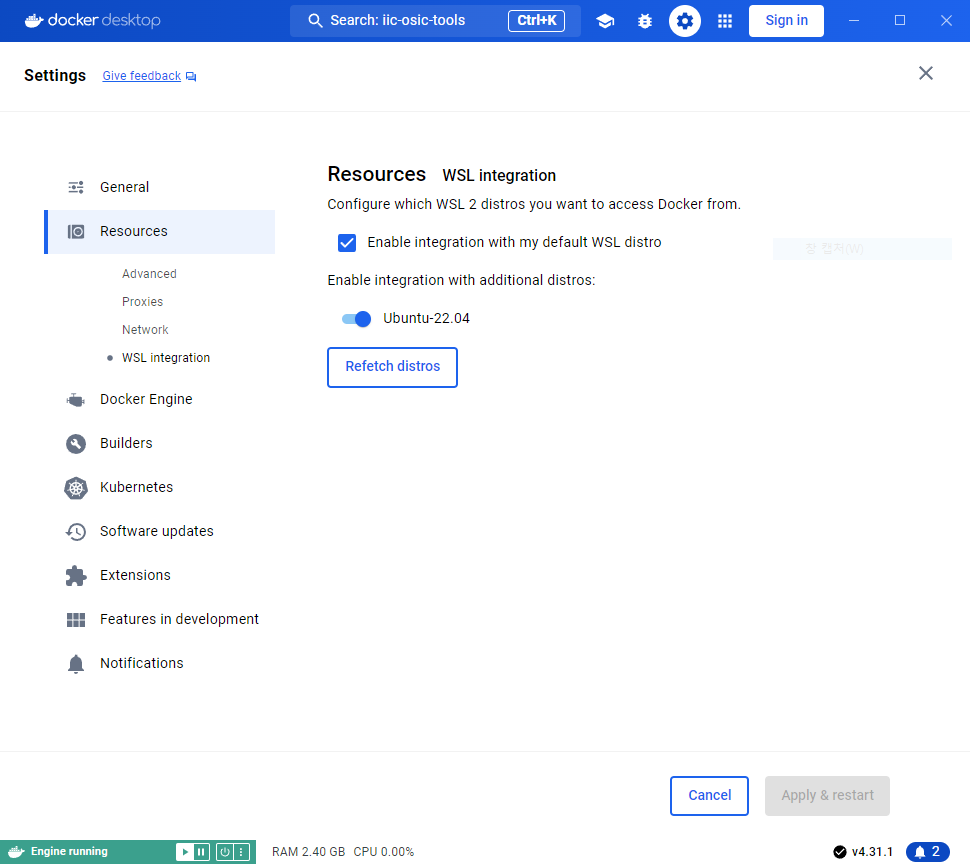 docker desktop Search: iic-osic-tools Ctrl+K Sign in
Settings Give feedback
Resources WSL integration
Configure which WSL 2 distros you want to access Docker from.
Enable integration with my default WSL distro
창 캡처(W)
Enable integration with additional distros:
Ubuntu-22.04
Refetch distros
General
Resources
Advanced
Proxies
Network
WSL integration
Docker Engine
Builders
Kubernetes
Software updates
Extensions
Features in development
Notifications
Cancel Apply & restart
Engine running RAM 2.40 GB CPU 0.00% v4.31.1 2